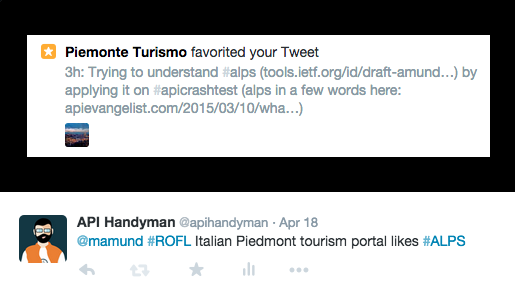 Piemonte Turismo favorited your Tweet
3h: Trying to understand #alps (tools.ietf.org/id/draft-amund…) by
applying it on #apicrashtest (alps in a few words here:
apievangelist.com/2015/03/10/wha…)
API Handyman @apihandyman · Apr 18
@mamund #ROFL Italian Piedmont tourism portal likes #ALPS